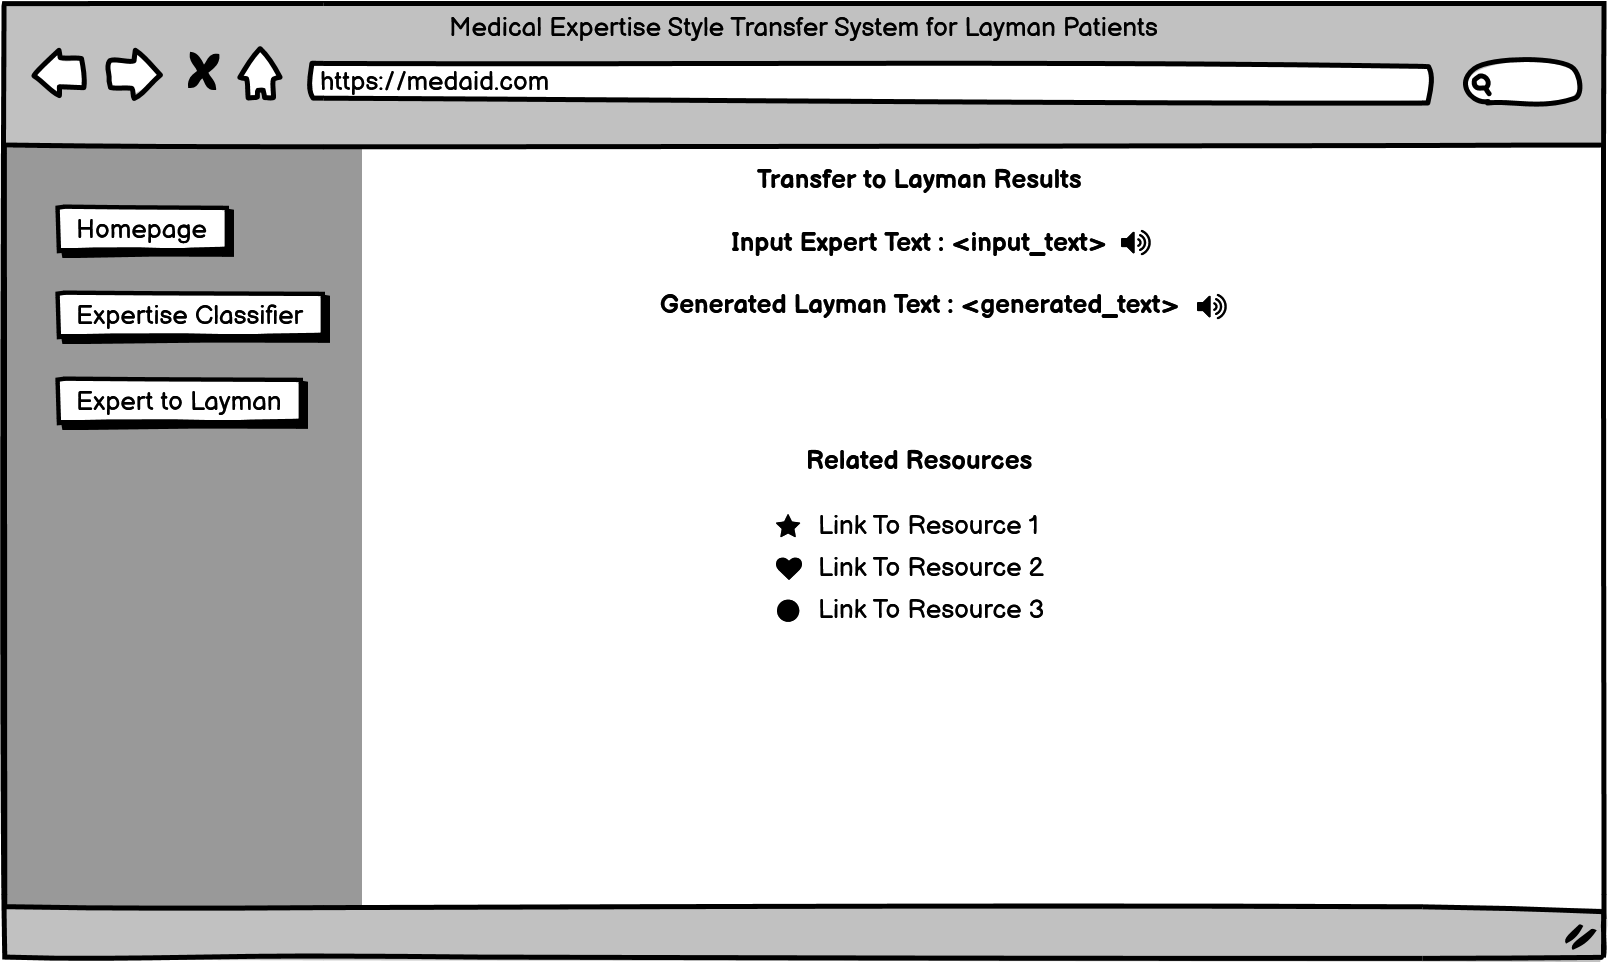 Medical Expertise Style Transfer System for Layman Patients
https://medaid.com
Homepage
Expertise Classifier
Expert to Layman
Transfer to Layman Results
Input Expert Text : <input_text>
Generated Layman Text : <generated_text>
Related Resources
Link To Resource 1
Link To Resource 2
Link To Resource 3